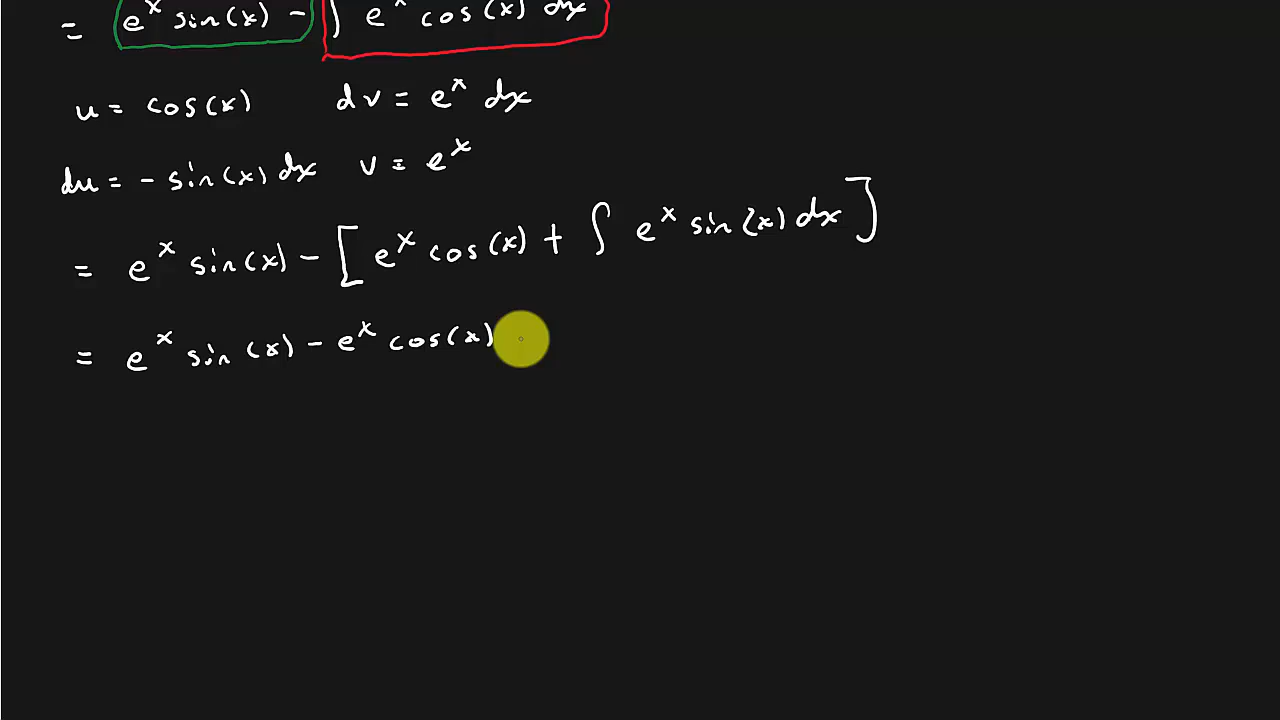 = e^x sin(x) - ∫ e^x cos(x) dx
u = cos(x) dv = e^x dx
du = - sin(x) dx v = e^x
= e^x sin(x) - [e^x cos(x) + ∫ e^x sin(x) dx]
= e^x sin(x) - e^x cos(x)